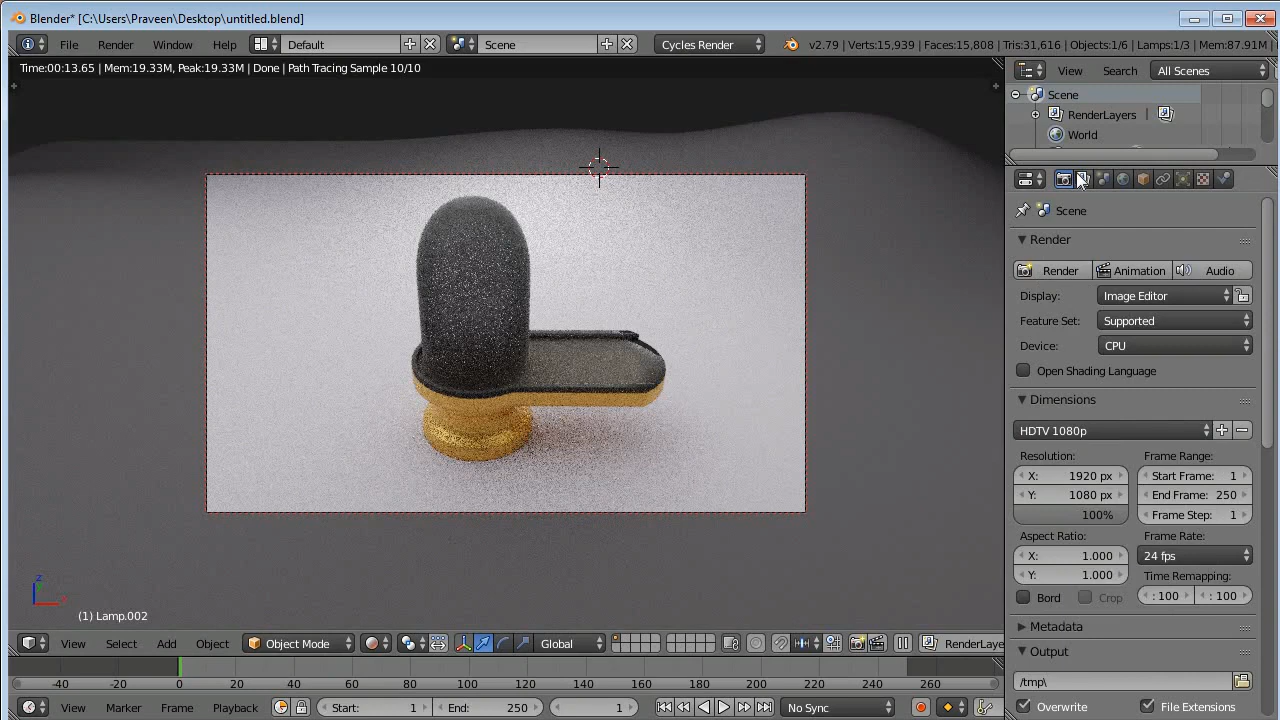 Blender* [C:\Users\Praveen\Desktop\untitled.blend]
File Render Window Help Default Scene Cycles Render v2.79 | Verts:15,939 | Faces:15,808 | Tris:31,616 | Objects:1/6 | Lamps:1/3 | Mem:87.91M |
Time:00:13.65 | Mem:19.33M, Peak:19.33M | Done | Path Tracing Sample 10/10
View Search All Scenes
Scene
RenderLayers
World
Scene
Render
Render Animation Audio
Display: Image Editor
Feature Set: Supported
Device: CPU
Open Shading Language
Dimensions
HDTV 1080p
Resolution: Frame Range:
X: 1920 px Start Frame: 1
Y: 1080 px End Frame: 250
100% Frame Step: 1
Aspect Ratio: Frame Rate:
X: 1.000 24 fps
Y: 1.000 Time Remapping:
Bord Crop : 100 : 100
Metadata
Output
/tmp\
Overwrite File Extensions
z
(1) Lamp.002
View Select Add Object Object Mode Global RenderLaye
-40 -20 0 20 40 60 80 100 120 140 160 180 200 220 240 260
View Marker Frame Playback Start: 1 End: 250 1 No Sync